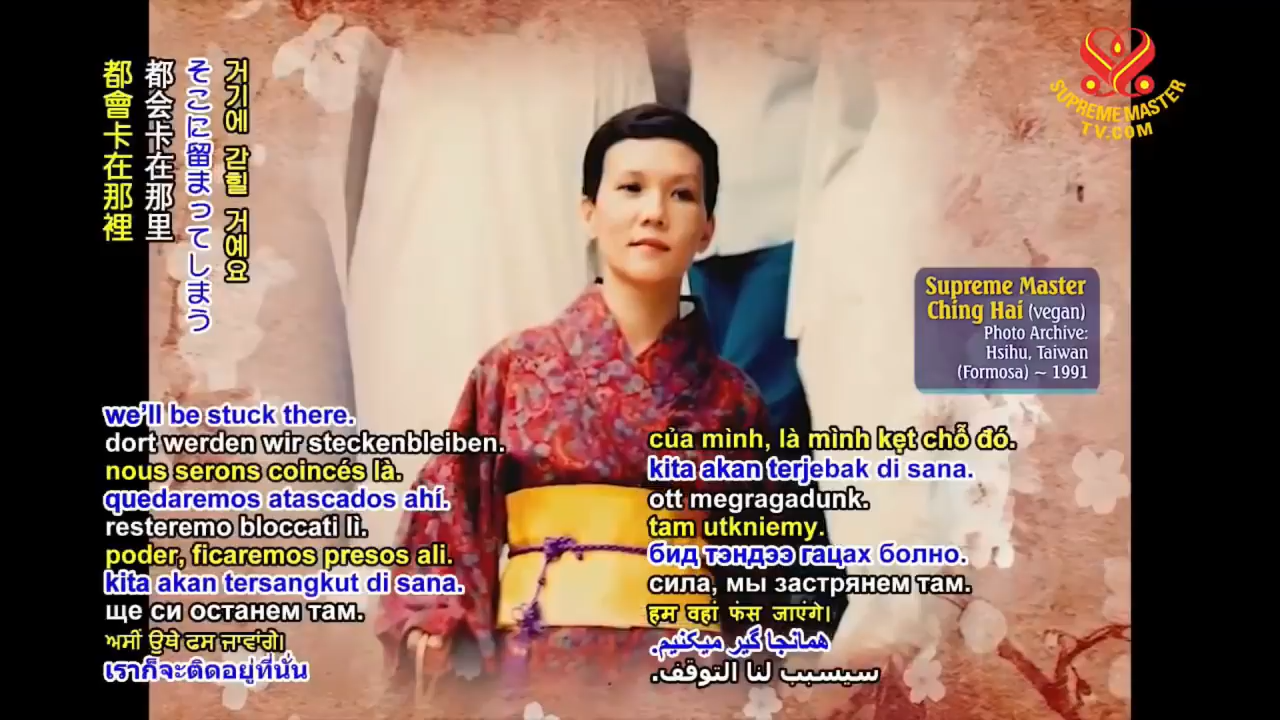 都會卡在那裡
都会卡在那里
そこに留まってしまう
거기에 갇힐 거예요
SUPREME MASTER
TV.COM
Supreme Master
Ching Hai (vegan)
Photo Archive:
Hsihu, Taiwan
(Formosa) ~ 1991
we'll be stuck there.
dort werden wir steckenbleiben.
nous serons coincés là.
quedaremos atascados ahí.
resteremo bloccati lì.
poder, ficaremos presos ali.
kita akan tersangkut di sana.
ще си останем там.
ਅਸੀਂ ਉਥੇ ਫਸ ਜਾਵਾਂਗੇ।
เราก็จะติดอยู่ที่นั่น
của mình, là mình kẹt chỗ đó.
kita akan terjebak di sana.
ott megragadunk.
tam utkniemy.
бид тэндээ гацах болно.
сила, мы застрянем там.
हम वहां फंस जाएंगे।
همانجا گیر میکنیم.
سيسبب لنا التوقف.